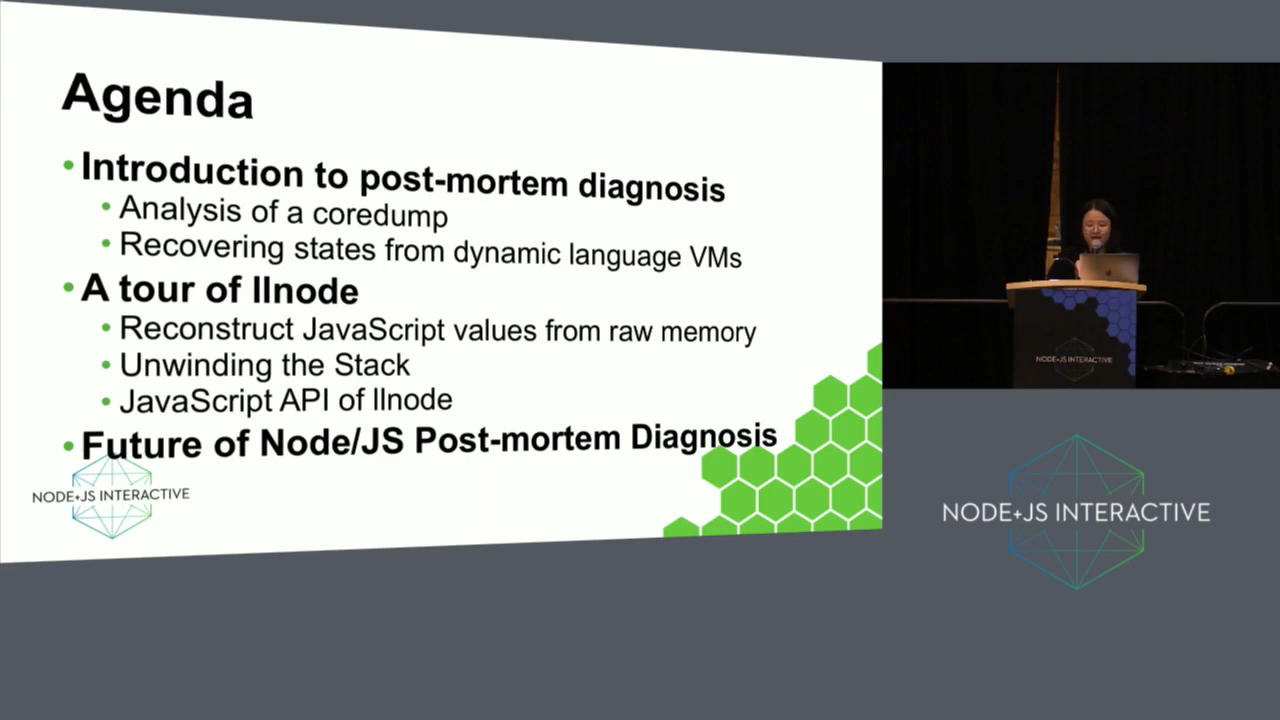 Agenda
• Introduction to post-mortem diagnosis
• Analysis of a coredump
• Recovering states from dynamic language VMs
• A tour of llnode
• Reconstruct JavaScript values from raw memory
• Unwinding the Stack
• JavaScript API of llnode
• Future of Node/JS Post-mortem Diagnosis
NODE+JS INTERACTIVE
NODE+JS INTERACTIVE
NODE+JS INTERACTIVE